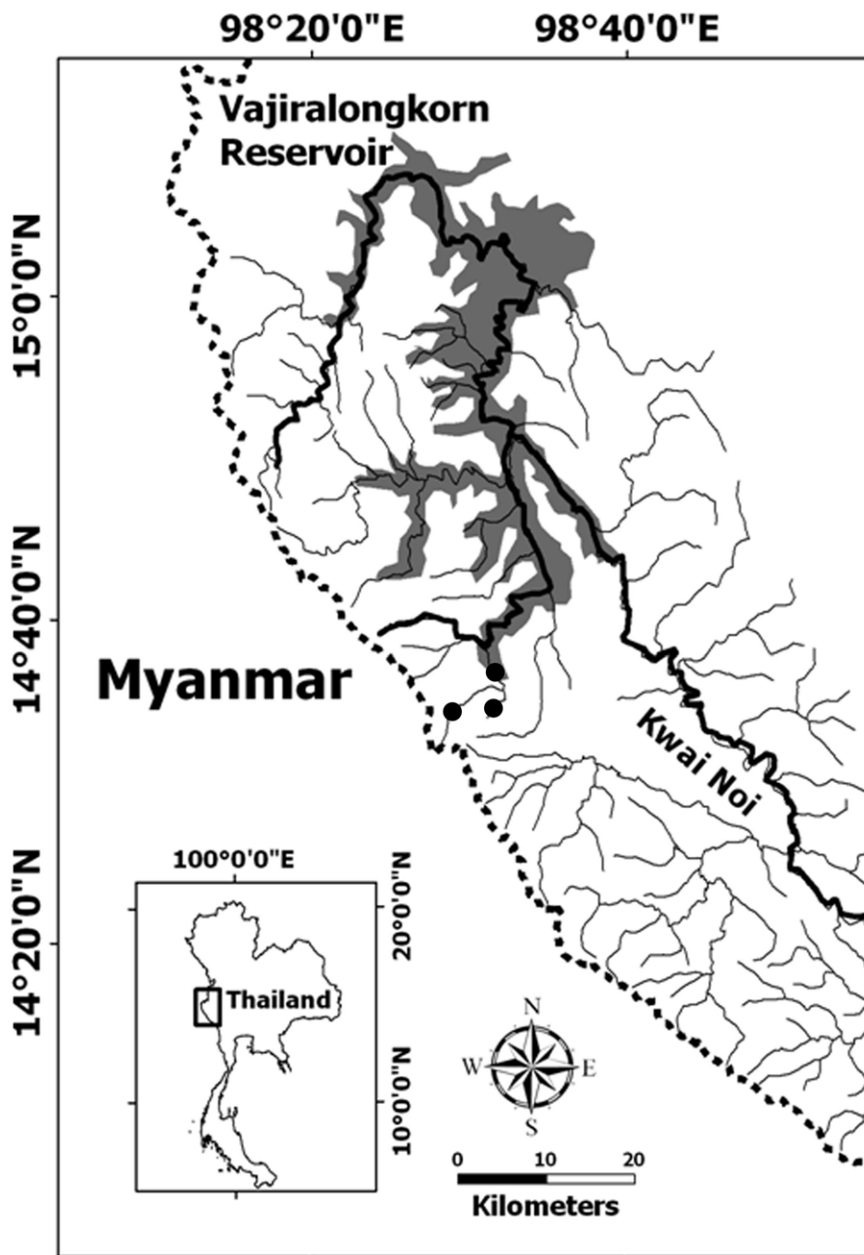 98°20'0"E 98°40'0"E
Vajiralongkorn
Reservoir
15°0'0"N
14°40'0"N
Myanmar
Kwai Noi
14°20'0"N
100°0'0"E
20°0'0"N
Thailand
10°0'0"N
N
W E
S
0 10 20
Kilometers